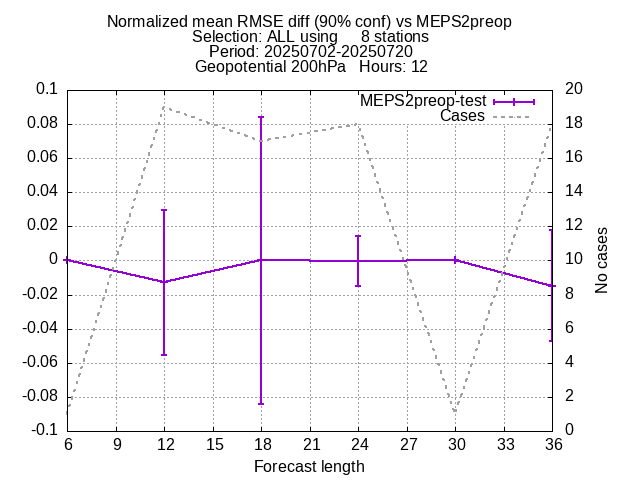 Normalized mean RMSE diff (90% conf) vs MEPS2preop
Selection: ALL using     8 stations
Period: 20250702-20250720
Geopotential 200hPa   Hours: 12
MEPS2preop-test
Cases
0.1
0.08
0.06
0.04
0.02
0
-0.02
-0.04
-0.06
-0.08
-0.1
20
18
16
14
12
10
8
6
4
2
0
No cases
6 9 12 15 18 21 24 27 30 33 36
Forecast length